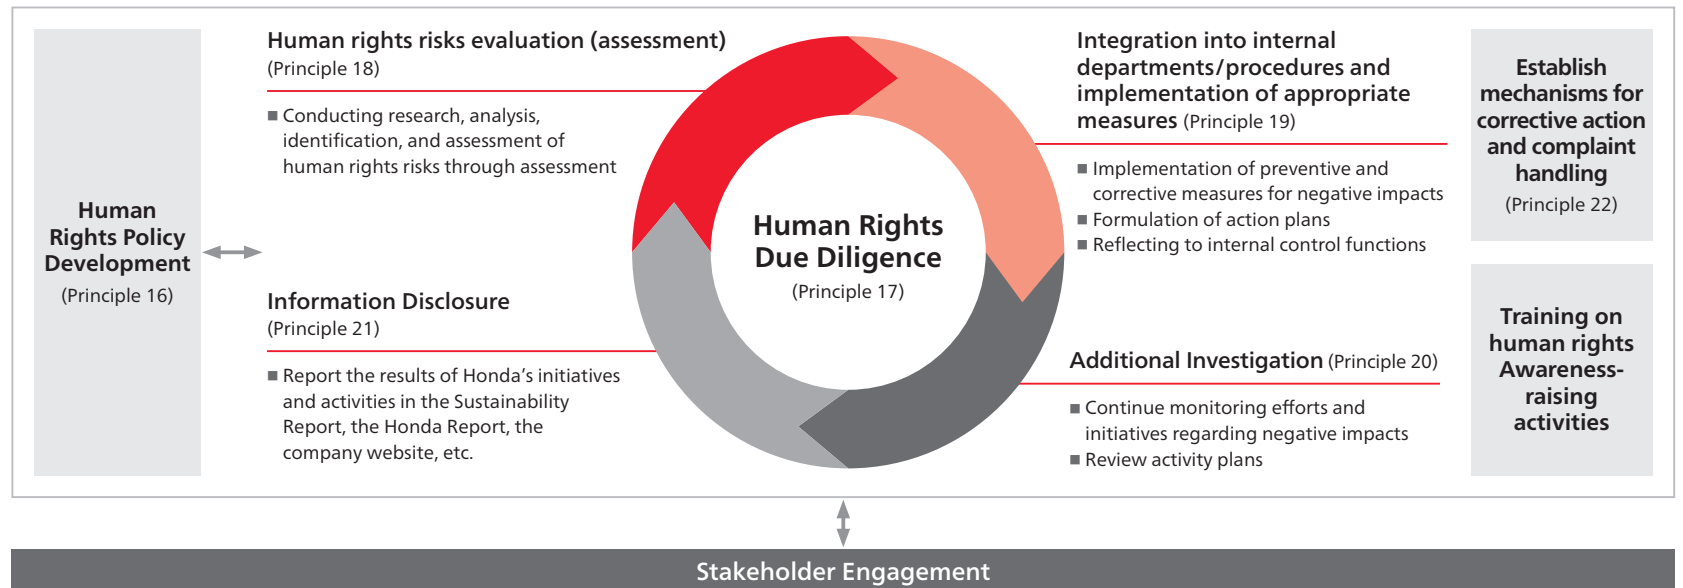 Human
Rights Policy
Development
(Principle 16)
Human rights risks evaluation (assessment)
(Principle 18)
■ Conducting research, analysis,
identification, and assessment of
human rights risks through assessment
Information Disclosure
(Principle 21)
■ Report the results of Honda’s initiatives
and activities in the Sustainability
Report, the Honda Report, the
company website, etc.
Human Rights
Due Diligence
(Principle 17)
Integration into internal
departments/procedures and
implementation of appropriate
measures (Principle 19)
■ Implementation of preventive and
corrective measures for negative impacts
■ Formulation of action plans
■ Reflecting to internal control functions
Additional Investigation (Principle 20)
■ Continue monitoring efforts and
initiatives regarding negative impacts
■ Review activity plans
Establish
mechanisms for
corrective action
and complaint
handling
(Principle 22)
Training on
human rights
Awareness-
raising
activities
Stakeholder Engagement